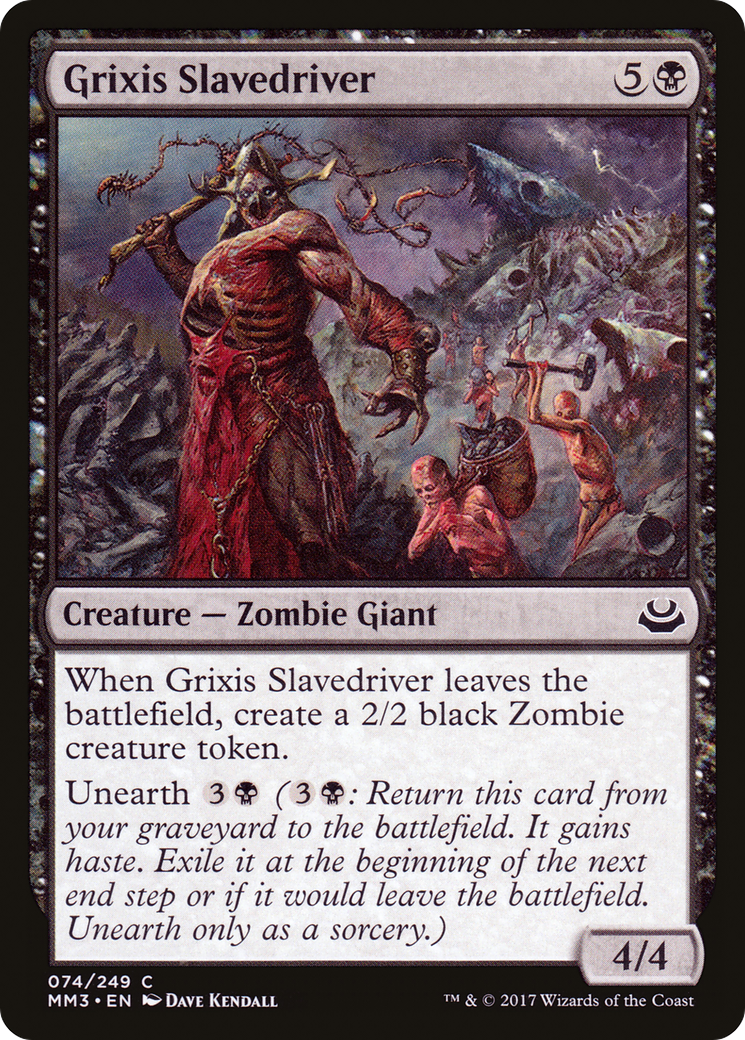 Grixis Slavedriver 5
Creature — Zombie Giant
When Grixis Slavedriver leaves the
battlefield, create a 2/2 black Zombie
creature token.
Unearth 3 (3: Return this card from
your graveyard to the battlefield. It gains
haste. Exile it at the beginning of the next
end step or if it would leave the battlefield.
Unearth only as a sorcery.)
4/4
074/249 C
MM3 • EN DAVE KENDALL
™ & © 2017 Wizards of the Coast